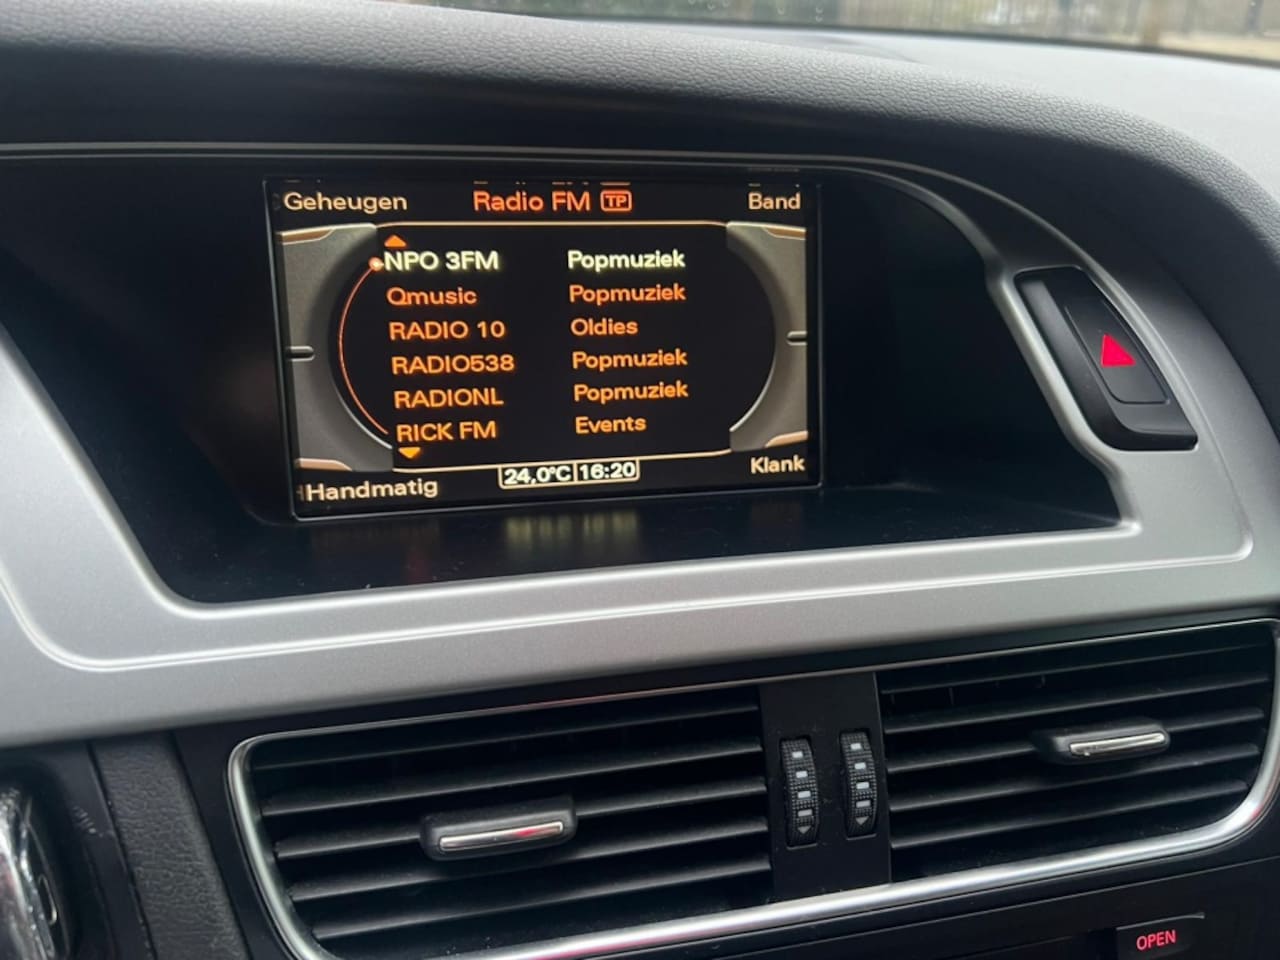 Geheugen Radio FM TP Band
NPO 3FM Popmuziek
Qmusic Popmuziek
RADIO 10 Oldies
RADIO538 Popmuziek
RADIONL Popmuziek
RICK FM Events
Handmatig 24,0°C 16:20 Klank
OPEN